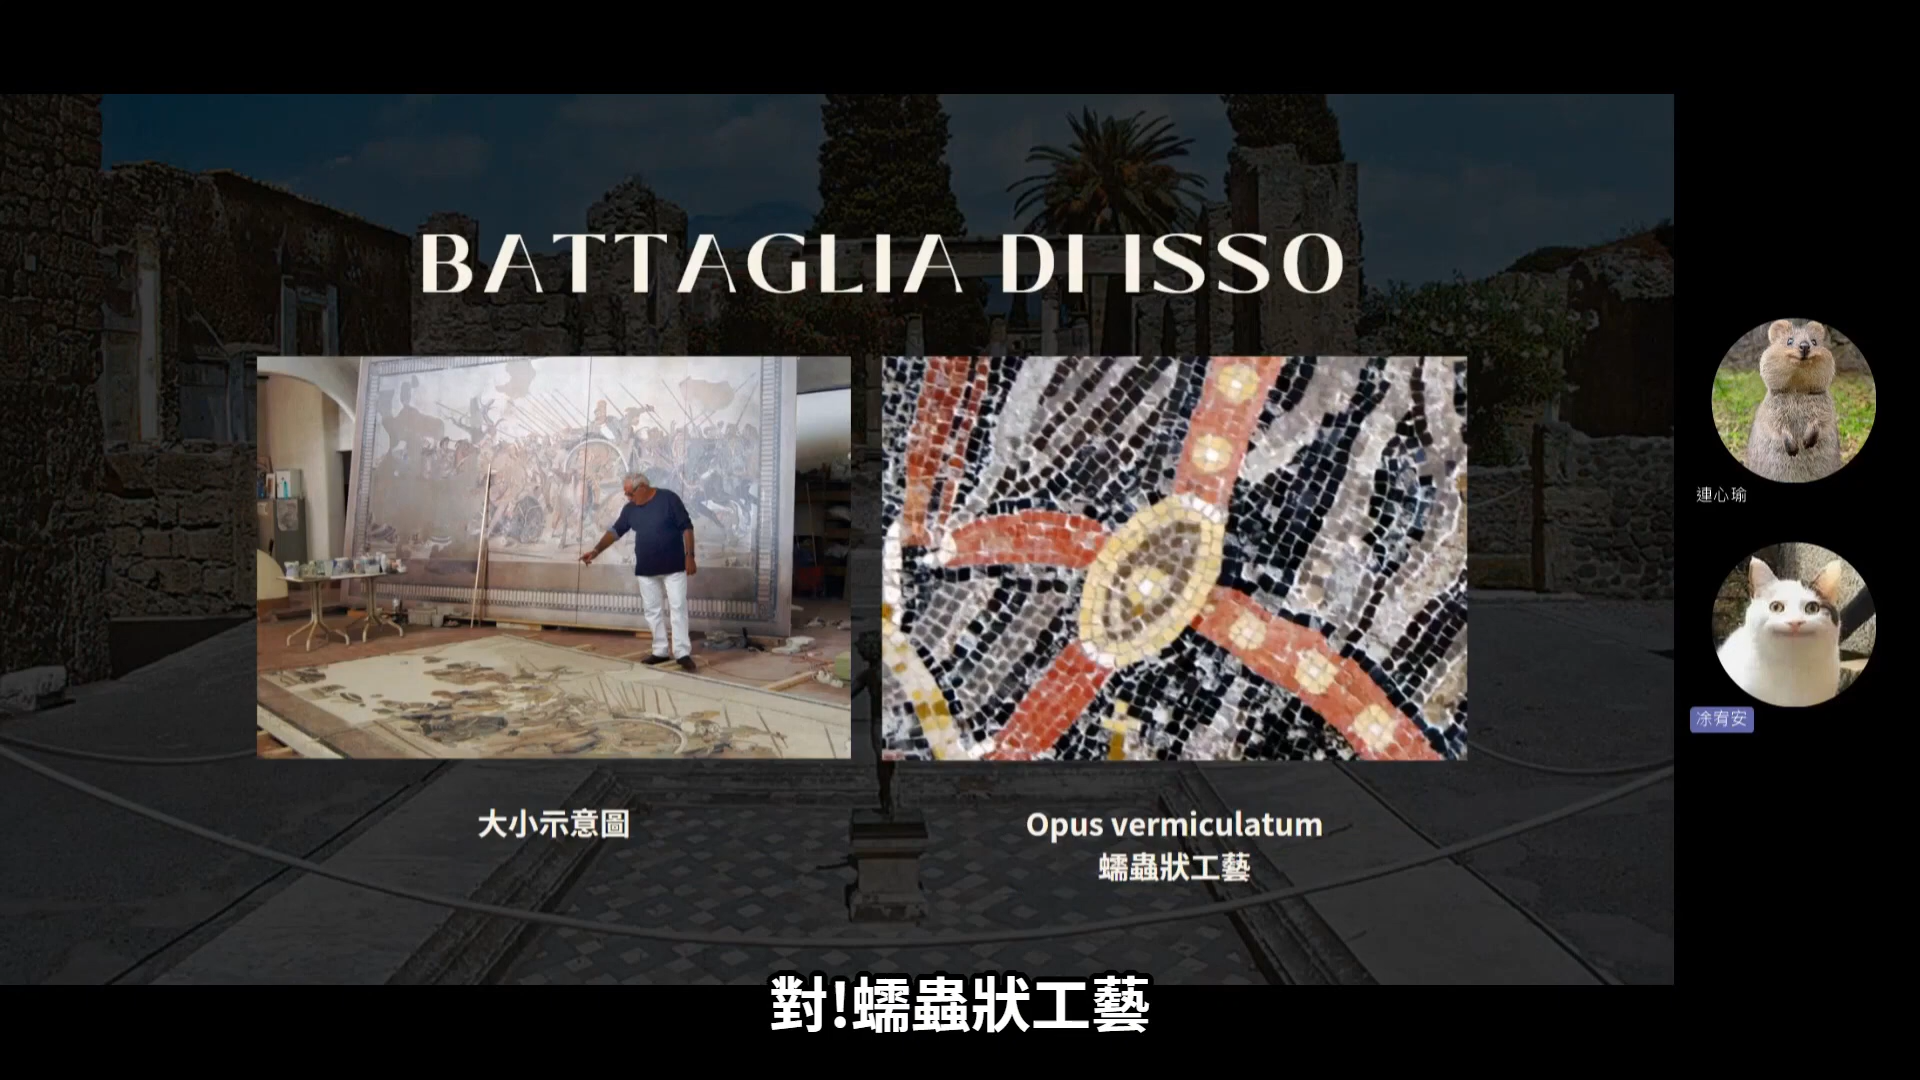 BATTAGLIA DI ISSO
大小示意圖
Opus vermiculatum
蠕蟲狀工藝
連心瑜
凃宥安
對!蠕蟲狀工藝